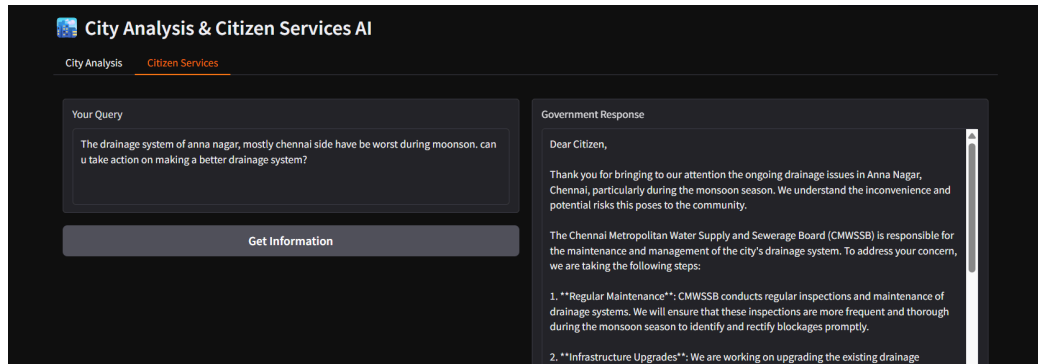 City Analysis & Citizen Services AI
City Analysis
Citizen Services
Your Query
The drainage system of anna nagar, mostly chennai side have be worst during moonson. can
u take action on making a better drainage system?
Get Information
Government Response
Dear Citizen,
Thank you for bringing to our attention the ongoing drainage issues in Anna Nagar,
Chennai, particularly during the monsoon season. We understand the inconvenience and
potential risks this poses to the community.
The Chennai Metropolitan Water Supply and Sewerage Board (CMWSSB) is responsible for
the maintenance and management of the city's drainage system. To address your concern,
we are taking the following steps:
1. **Regular Maintenance**: CMWSSB conducts regular inspections and maintenance of
drainage systems. We will ensure that these inspections are more frequent and thorough
during the monsoon season to identify and rectify blockages promptly.
2. **Infrastructure Upgrades**: We are working on upgrading the existing drainage